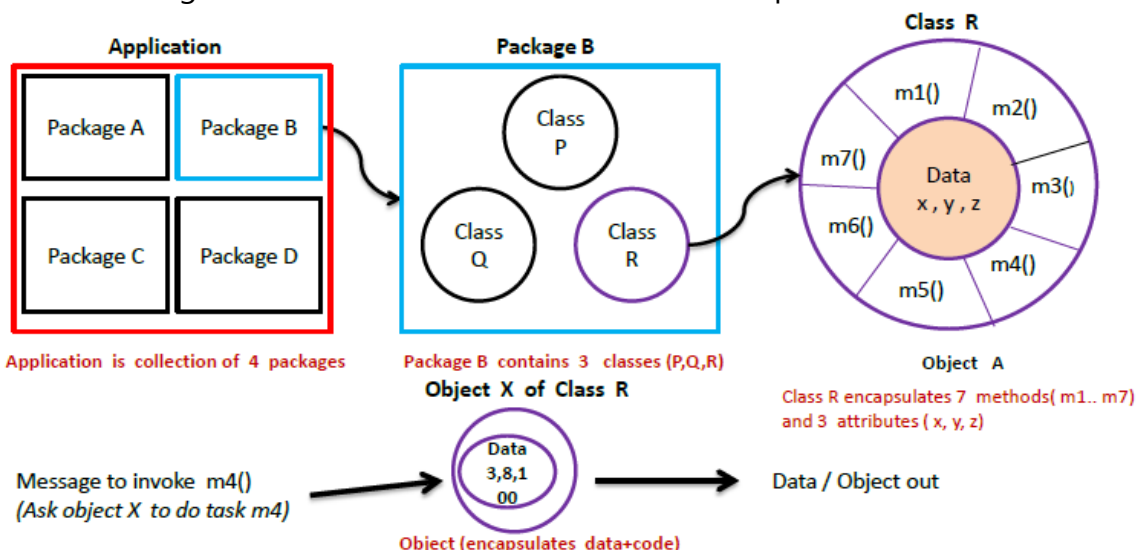 Application
Package A
Package B
Package C
Package D
Application is collection of 4 packages
Package B
Class
P
Class
Q
Class
R
Package B contains 3 classes (P,Q,R)
Class R
m1()
m2()
m3()
m4()
m5()
m6()
m7()
Data
x , y , z
Object A
Class R encapsulates 7 methods( m1.. m7)
and 3 attributes ( x, y, z)
Object X of Class R
Message to invoke m4()
(Ask object X to do task m4)
Data
3,8,1
00
Data / Object out
Object (encapsulates data+code)